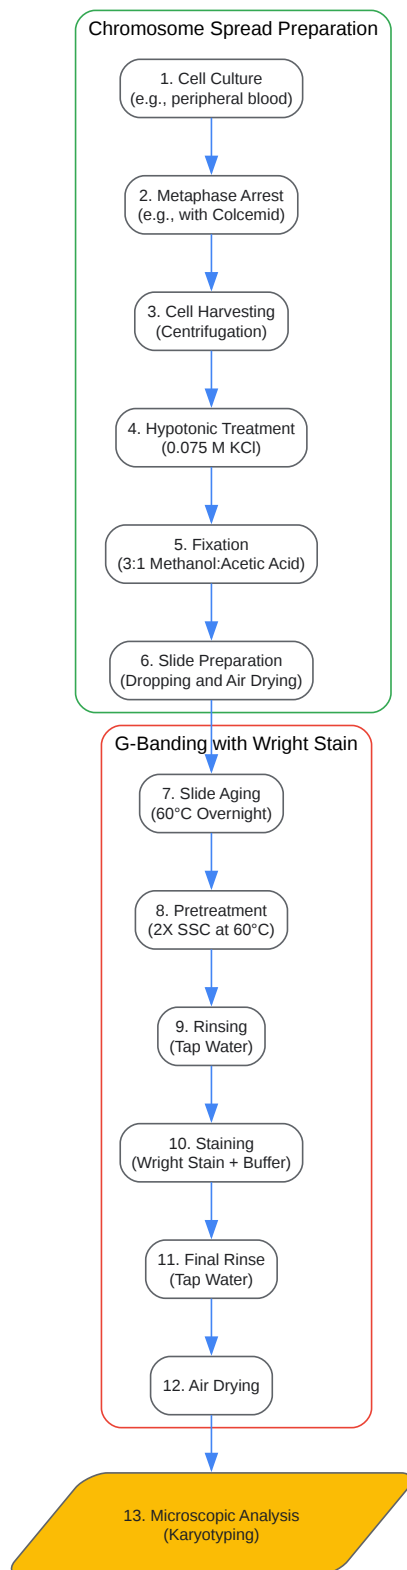 Chromosome Spread Preparation
1. Cell Culture
(e.g., peripheral blood)
2. Metaphase Arrest
(e.g., with Colcemid)
3. Cell Harvesting
(Centrifugation)
4. Hypotonic Treatment
(0.075 M KCl)
5. Fixation
(3:1 Methanol:Acetic Acid)
6. Slide Preparation
(Dropping and Air Drying)
G-Banding with Wright Stain
7. Slide Aging
(60°C Overnight)
8. Pretreatment
(2X SSC at 60°C)
9. Rinsing
(Tap Water)
10. Staining
(Wright Stain + Buffer)
11. Final Rinse
(Tap Water)
12. Air Drying
13. Microscopic Analysis
(Karyotyping)